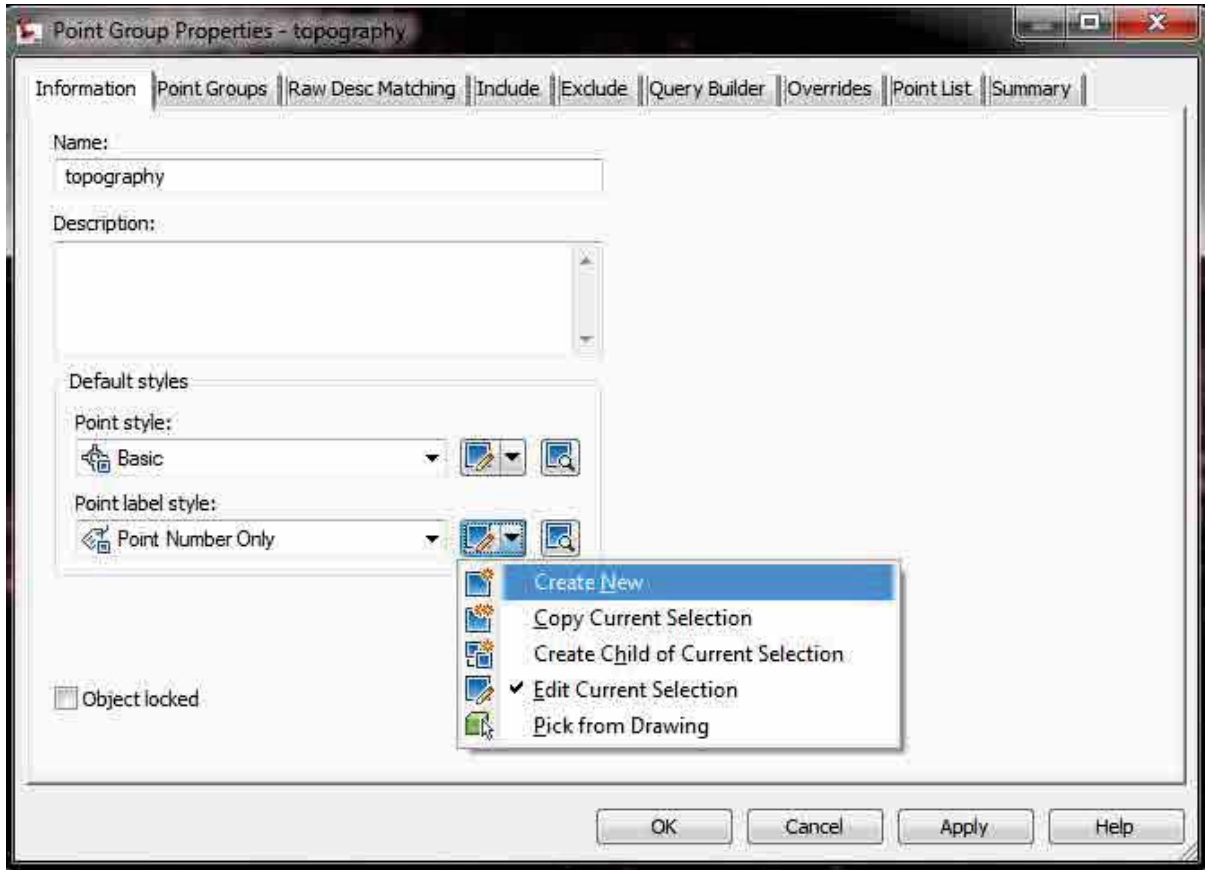 Point Group Properties - topography
Information Point Groups Raw Desc Matching Include Exclude Query Builder Overrides Point List Summary
Name:
topography
Description:
Default styles
Point style:
Basic
Point label style:
Point Number Only
Create New
Copy Current Selection
Create Child of Current Selection
Edit Current Selection
Pick from Drawing
Object locked
OK Cancel Apply Help